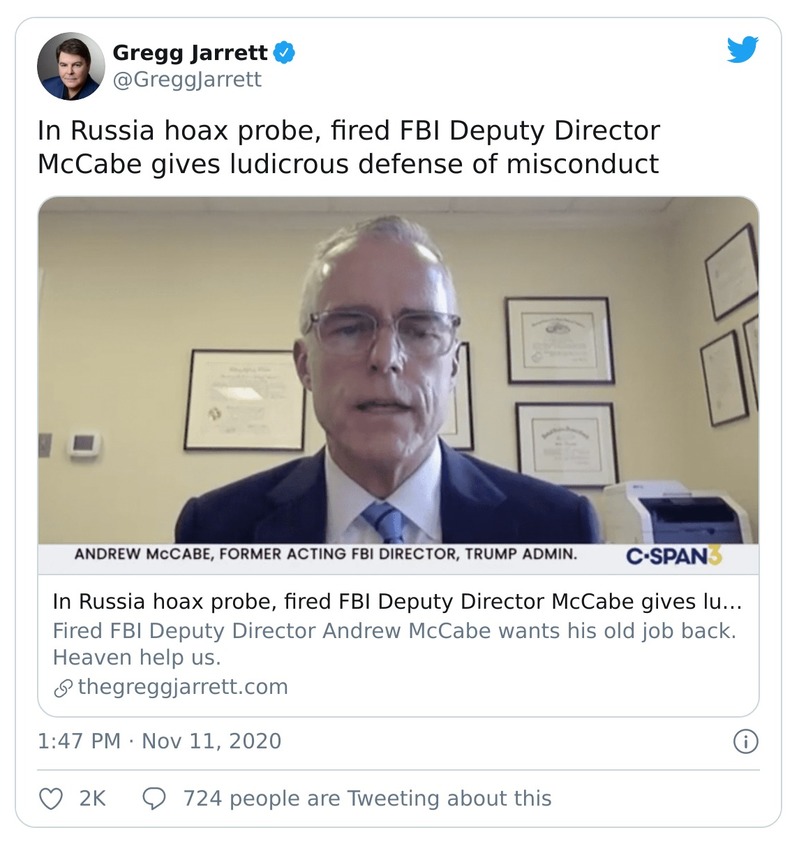 Gregg Jarrett
@GreggJarrett
In Russia hoax probe, fired FBI Deputy Director
McCabe gives ludicrous defense of misconduct
ANDREW McCABE, FORMER ACTING FBI DIRECTOR, TRUMP ADMIN.
C-SPAN3
In Russia hoax probe, fired FBI Deputy Director McCabe gives lu...
Fired FBI Deputy Director Andrew McCabe wants his old job back.
Heaven help us.
thegreggjarrett.com
1:47 PM · Nov 11, 2020
2K
724 people are Tweeting about this